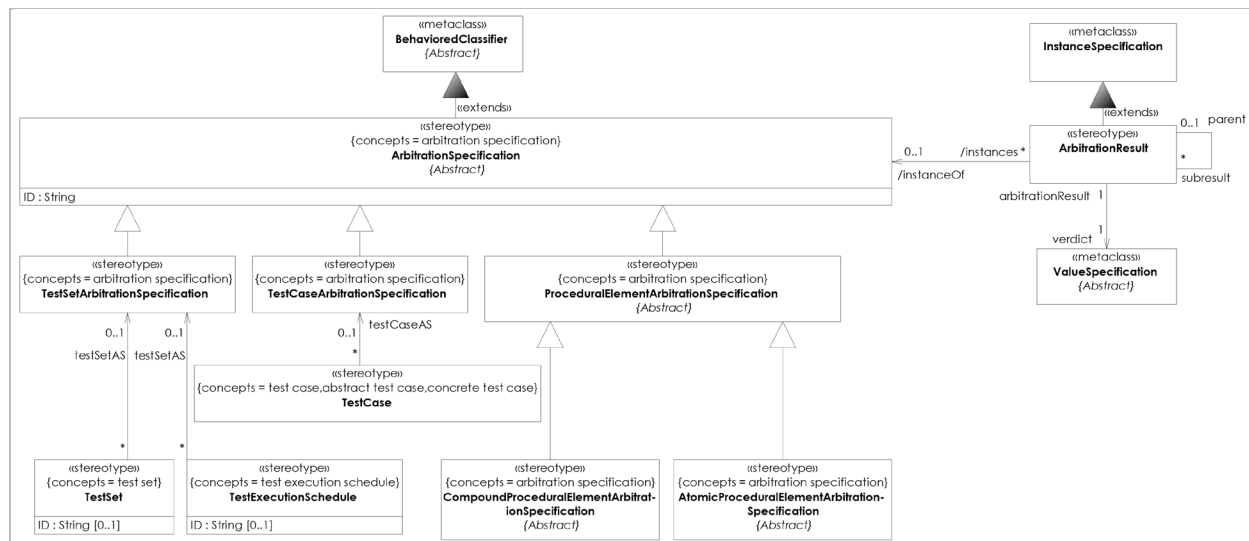 «metaclass»
BehavioredClassifier
{Abstract}
«extends»
«metaclass»
InstanceSpecification
«extends»
«stereotype»
{concepts = arbitration specification}
ArbitrationSpecification
{Abstract}
ID : String
0..1
/instances *
/instanceOf
«stereotype»
ArbitrationResult
0..1
parent
*
subresult
arbitrationResult
1
1
verdict
«metaclass»
ValueSpecification
{Abstract}
«stereotype»
{concepts = arbitration specification}
TestSetArbitrationSpecification
«stereotype»
{concepts = arbitration specification}
TestCaseArbitrationSpecification
«stereotype»
{concepts = arbitration specification}
ProceduralElementArbitrationSpecification
{Abstract}
0..1
testSetAS
0..1
testSetAS
testCaseAS
0..1
*
«stereotype»
{concepts = test case,abstract test case,concrete test case}
TestCase
*
*
«stereotype»
{concepts = test set}
TestSet
ID : String [0..1]
«stereotype»
{concepts = test execution schedule}
TestExecutionSchedule
ID : String [0..1]
«stereotype»
{concepts = arbitration specification}
CompoundProceduralElementArbitrat-
ionSpecification
{Abstract}
«stereotype»
{concepts = arbitration specification}
AtomicProceduralElementArbitration-
Specification
{Abstract}